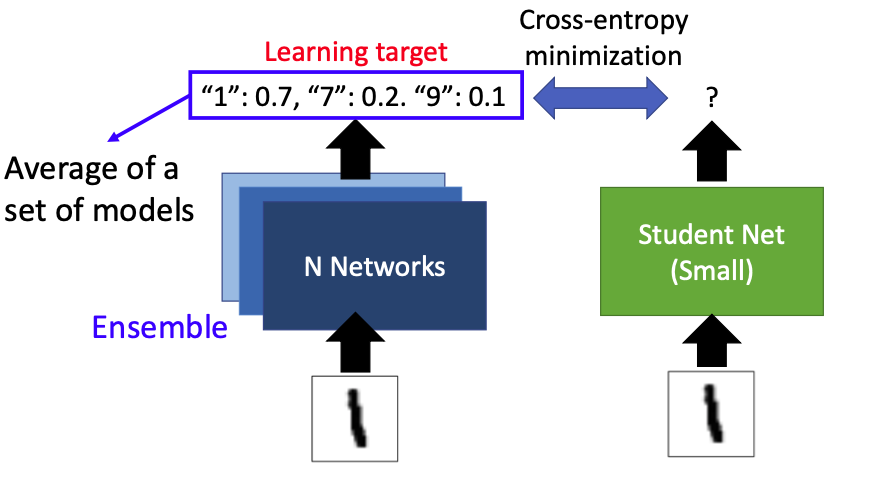 Cross-entropy
minimization
Learning target
“1”: 0.7, “7”: 0.2. “9”: 0.1
?
Average of a
set of models
N Networks
Student Net
(Small)
Ensemble